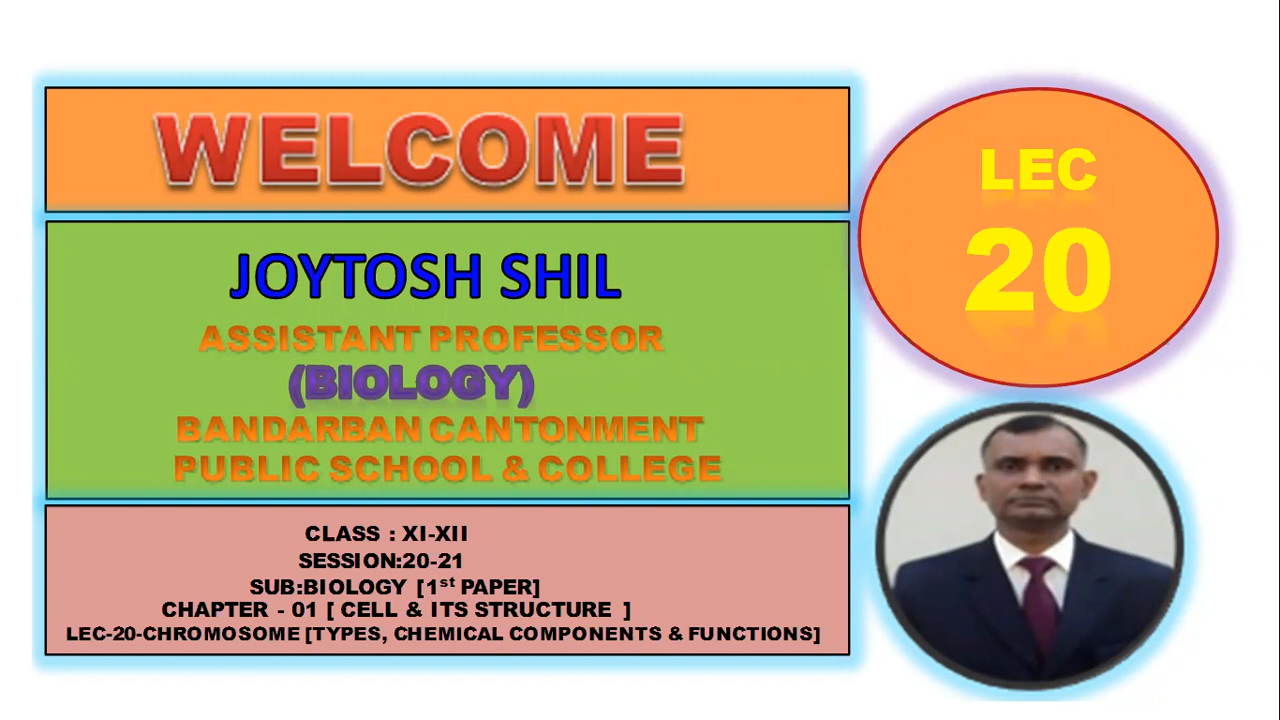 WELCOME
JOYTOSH SHIL
ASSISTANT PROFESSOR
(BIOLOGY)
BANDARBAN CANTONMENT
PUBLIC SCHOOL & COLLEGE
CLASS : XI-XII
SESSION:20-21
SUB:BIOLOGY [1st PAPER]
CHAPTER - 01 [ CELL & ITS STRUCTURE ]
LEC-20-CHROMOSOME [TYPES, CHEMICAL COMPONENTS & FUNCTIONS]
LEC
20